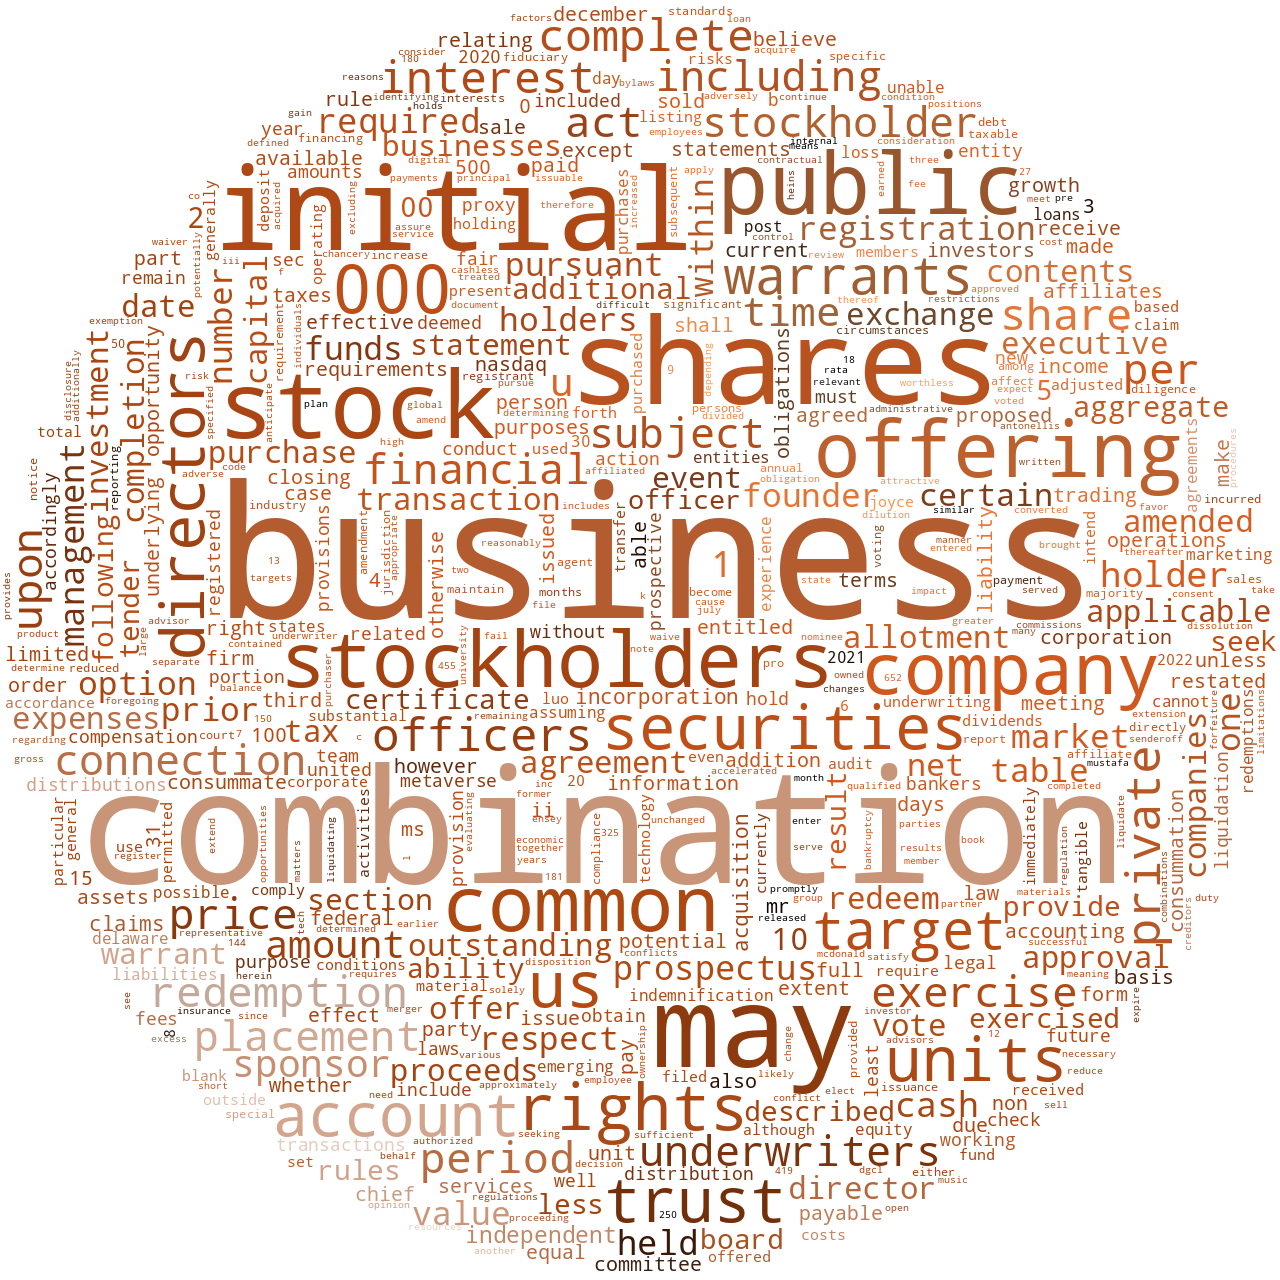 factors december standards loan
relating complete believe
consider 2020 fiduciary risks acquire specific
180
reasons interest day bylaws including unable
rule identifying interests 0 included sold adversely b continue condition positions
gain holds required sale act listing stockholder debt
year financing businesses except employees statements internal consideration taxable
defined means
available digital 500 paid contractual loss three entity
amounts payments principal issuable purchases apply heins earned fee 27 growth
co deposit initial 00 proxy increased subsequent public meet pre
2 acquired excluding therefore holding within post loans 3 receive
generally assure service registration
waiver operating current members investors made
part potentially iii chancery increase fair pursuant control review cost
remain sec cashless warrants contents
f treated additional thereof approved
date number capital taxes 000 present document difficult significant time restrictions affiliates based
exemption requirement effective deemed holders shall exchange share claim
50 individuals funds statement shares circumstances new executive per
risk opportunity directors requirements nasdaq purchased 9 depending 18 rata must relevant worthless among income
disclosure additionally investment specified anticipate plan registrant pursue u person divided persons obligations affect expect 5 adjusted diligence
total stock global amend determining forth agreed administrative proposed voted aggregate
notice reporting completion purchase high purposes subject antonellis offering
accordingly adverse code closing financial conduct used 30 action entities annual written agreements make procedures
management tender following underlying case industry transaction affiliated includes event obligation attractive incurred
upon registered provisions amendment jurisdiction appropriate officer founder joyce dilution certain similar converted trading favor
provides targets 13 business reasonably issued agent transfer able prospective 1 experience voting manner entered liability brought intend amended operations marketing
advisor 4 otherwise two maintain months become cause state terms payment holder thereafter sales
product large file k july impact served majority consent take
limited right states related underwriter fail without waive entitled nominee greater many allotment commissions applicable dissolution
determine reduced separate contained firm purchaser 455 university stockholders note pro 2021 company corporation seek
order option portion third certificate luo incorporation hold owned 652 2022 unless
accordance foregoing balance changes restated
expenses prior 150 substantial remaining assuming 6 underwriting meeting cannot
regarding compensation court 7 100 tax c officers securities dividends market extension one forfeiture redemptions limitations
gross connection team however agreement even addition report affiliate directly senderoff companies
distributions consummate united corporate metaverse inc accelerated audit net table mustafa private
particular general use register permitted extend opportunities matters liquidating activities ms combination former ensey 20 information month qualified bankers completed liquidation
31 1 provision evaluating ii economic together unchanged compliance 325 technology enter result days parties immediately regulation tangible liquidate
15 years 181 currently serve bankruptcy results member book consummation
assets possible comply section common acquisition promptly redeem law materials combinations duty
claims price representative federal determined earlier mr group released target partner provide creditors
delaware 144 tech amount outstanding potential conflicts mcdonald satisfy accounting successful approval
warrant purpose conditions ability disposition prospectus full require legal meaning basis
liabilities herein requires material solely us indemnification extent exercise form
see redemption insurance since effect merger offer issue obtain may investor exercised expire
fees 8 party respect ownership change provided vote 12 future
excess placement laws various pay likely least advisors units necessary
blank sponsor proceeds emerging filed also elect issuance received reduce
short whether include approximately employee
outside need rights conflict described cash non sell
special account seeking although equity due check
transactions authorized sufficient underwriters working
set behalf period unit decision distribution 419 dgcl either fund
rules well music
chief services regulations trust director
opinion value less 250 payable open
resources proceeding
independent held board costs
another equal offered
committee